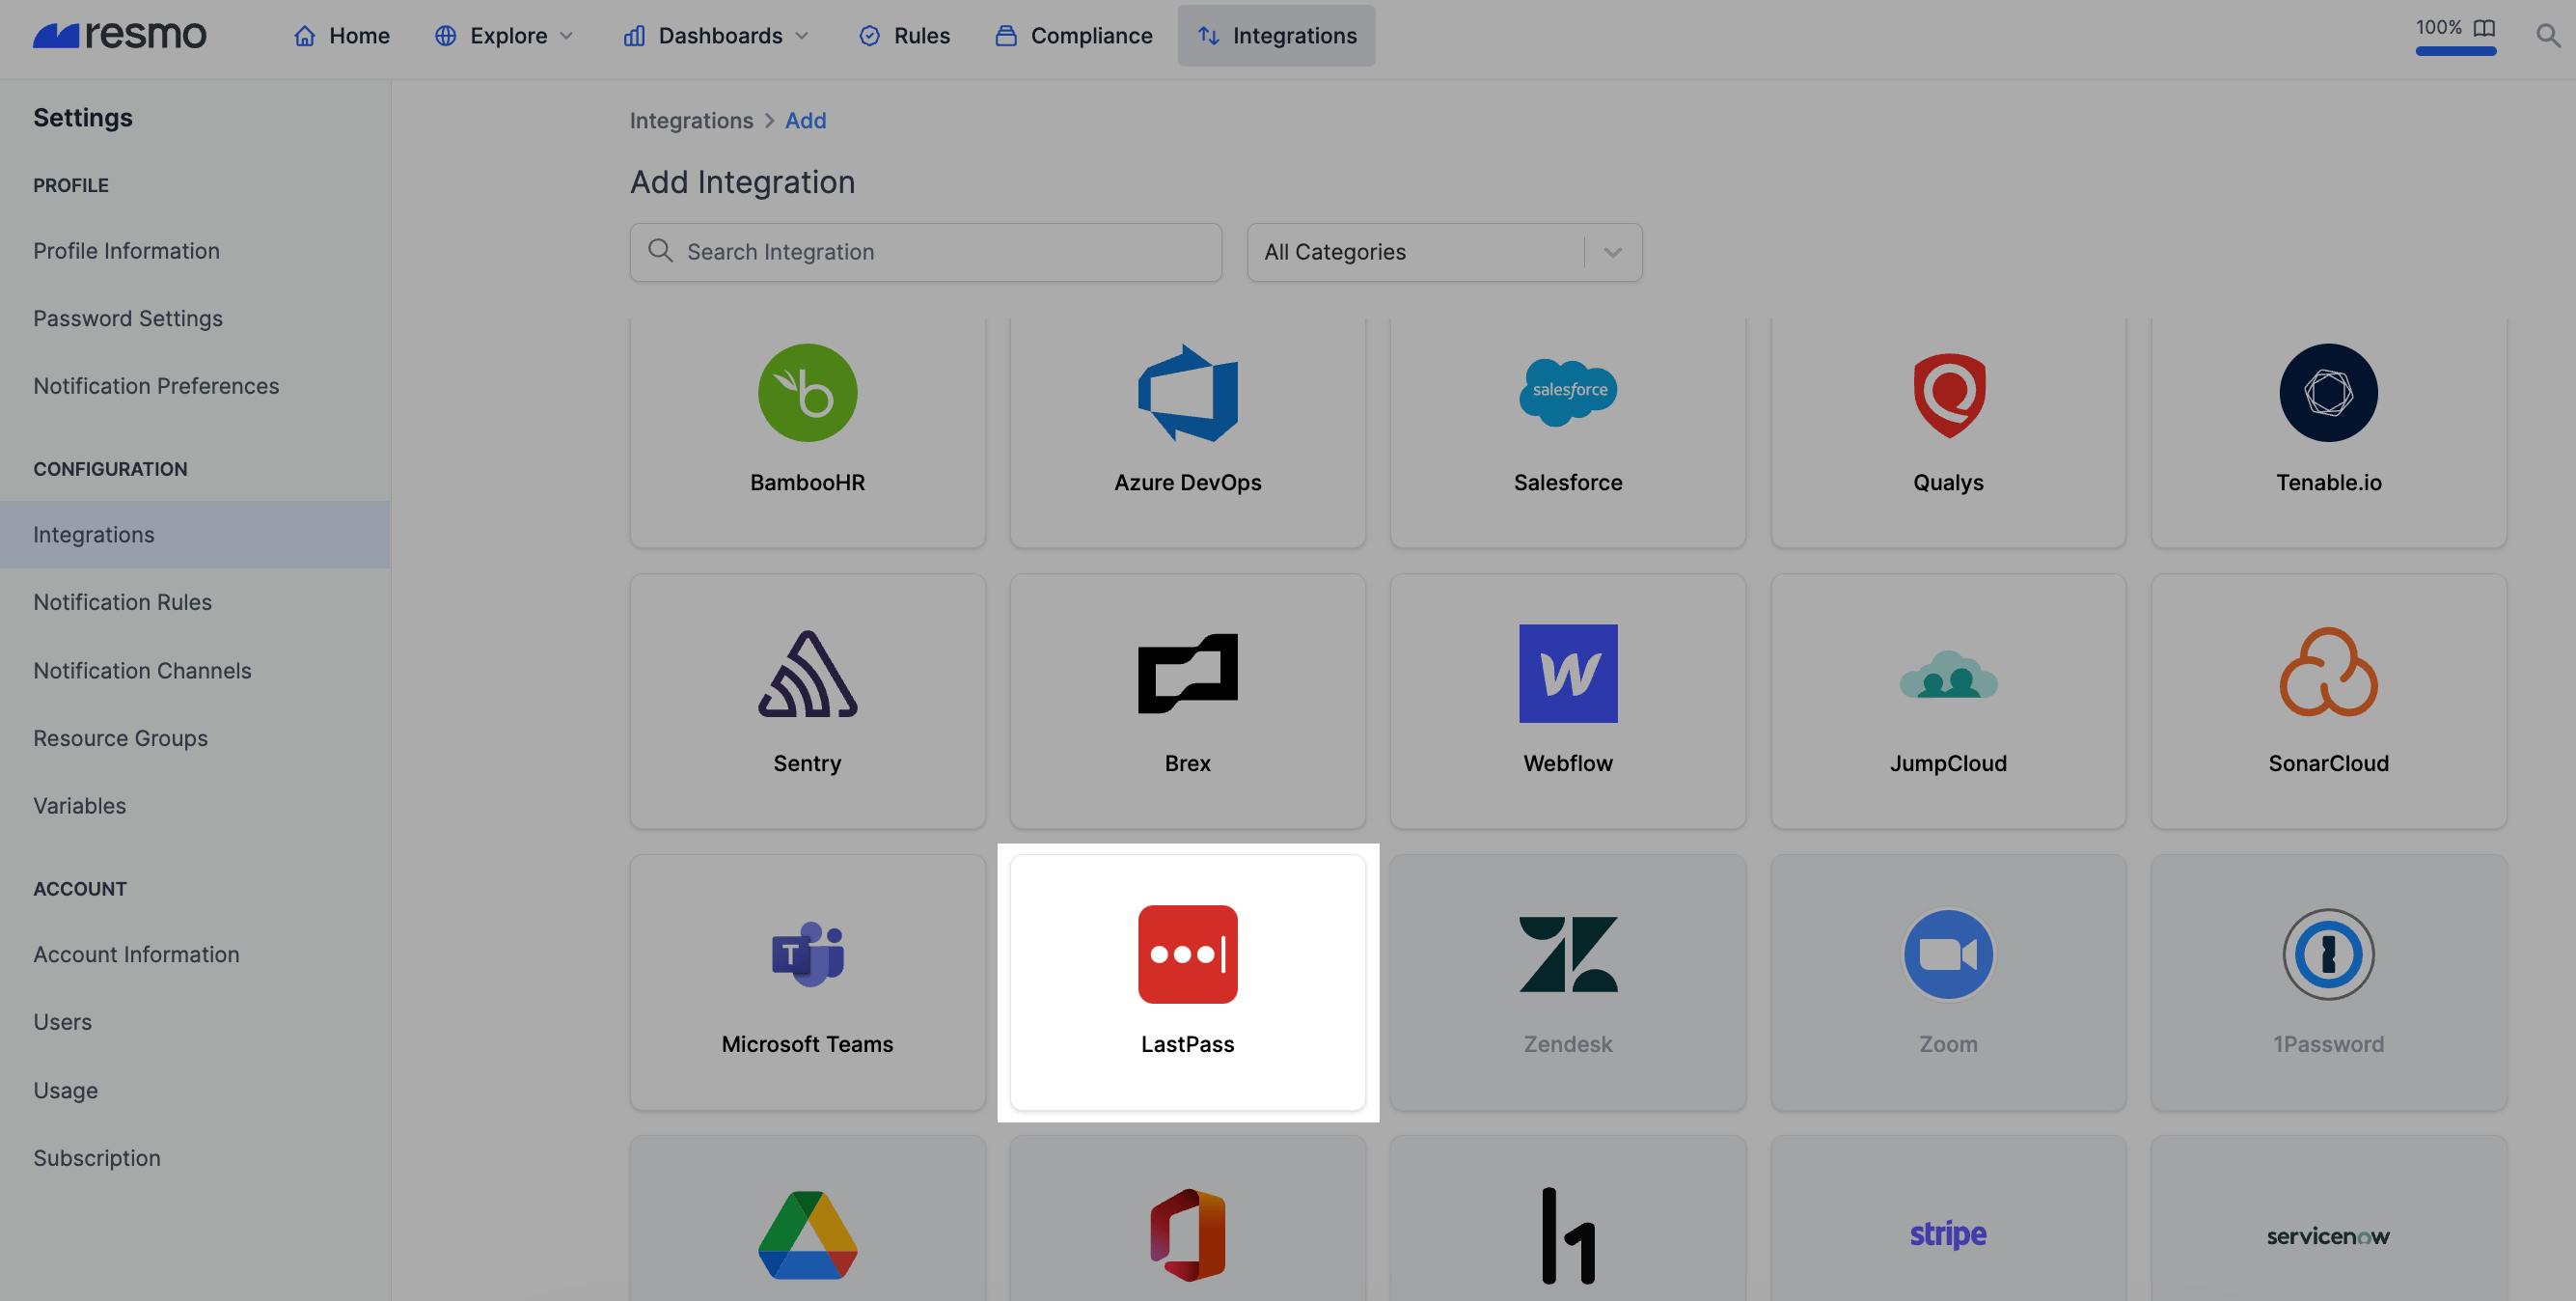 resmo
Home
Explore
Dashboards
Rules
Compliance
Integrations
100%
Settings
PROFILE
Profile Information
Password Settings
Notification Preferences
CONFIGURATION
Integrations
Notification Rules
Notification Channels
Resource Groups
Variables
ACCOUNT
Account Information
Users
Usage
Subscription
Integrations > Add
Add Integration
Search Integration
All Categories
b
salesforce
BambooHR
Azure DevOps
Salesforce
Qualys
Tenable.io
W
Sentry
Brex
Webflow
JumpCloud
SonarCloud
T
Microsoft Teams
LastPass
Zendesk
Zoom
1Password
h1
stripe
servicenow